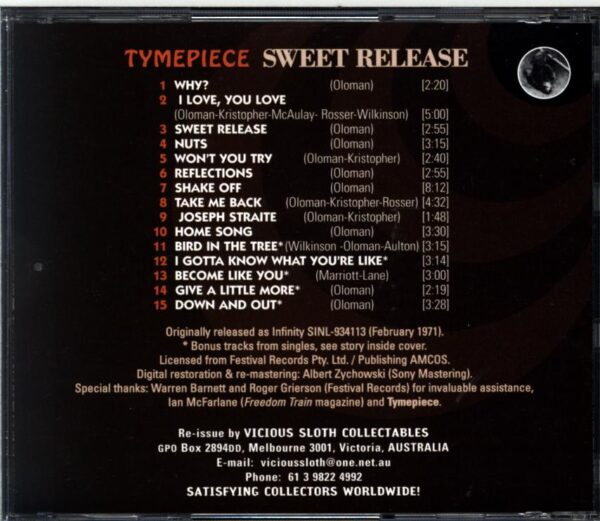 TYMEPIECE SWEET RELEASE
1 WHY? (Oloman) [2:20]
2 I LOVE, YOU LOVE
(Oloman-Kristopher-McAulay- Rosser-Wilkinson) [5:00]
3 SWEET RELEASE (Oloman) [2:55]
4 NUTS (Oloman) [3:15]
5 WON'T YOU TRY (Oloman-Kristopher) [2:40]
6 REFLECTIONS (Oloman) [2:55]
7 SHAKE OFF (Oloman) [8:12]
8 TAKE ME BACK (Oloman-Kristopher-Rosser) [4:32]
9 JOSEPH STRAITE (Oloman-Kristopher) [1:48]
10 HOME SONG (Oloman) [3:30]
11 BIRD IN THE TREE* (Wilkinson -Oloman-Aulton) [3:15]
12 I GOTTA KNOW WHAT YOU'RE LIKE* [3:14]
13 BECOME LIKE YOU* (Marriott-Lane) [3:00]
14 GIVE A LITTLE MORE* (Oloman) [2:19]
15 DOWN AND OUT* (Oloman) [3:28]
Originally released as Infinity SINL-934113 (February 1971).
* Bonus tracks from singles, see story inside cover.
Licensed from Festival Records Pty. Ltd. / Publishing AMCOS.
Digital restoration & re-mastering: Albert Zychowski (Sony Mastering).
Special thanks: Warren Barnett and Roger Grierson (Festival Records) for invaluable assistance,
Ian McFarlane (Freedom Train magazine) and Tymepiece.
Re-issue by VICIOUS SLOTH COLLECTABLES
GPO Box 2894DD, Melbourne 3001, Victoria, AUSTRALIA
E-mail: vicioussloth@one.net.au
Phone: 61 3 9822 4992
SATISFYING COLLECTORS WORLDWIDE!